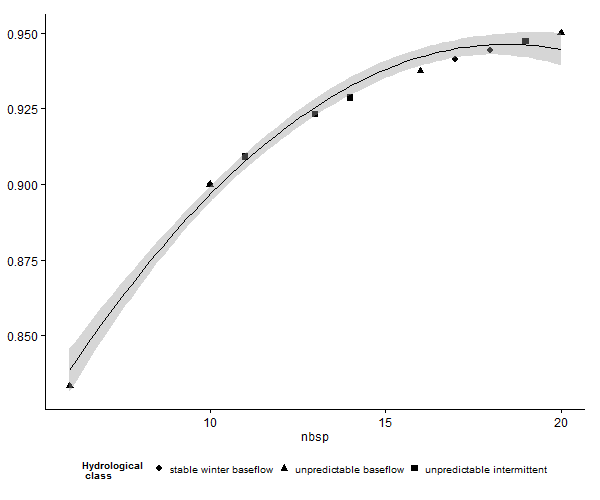 0.950
0.925
0.900
0.875
0.850
10 15 20
nbsp
Hydrological
class
stable winter baseflow unpredictable baseflow unpredictable intermittent